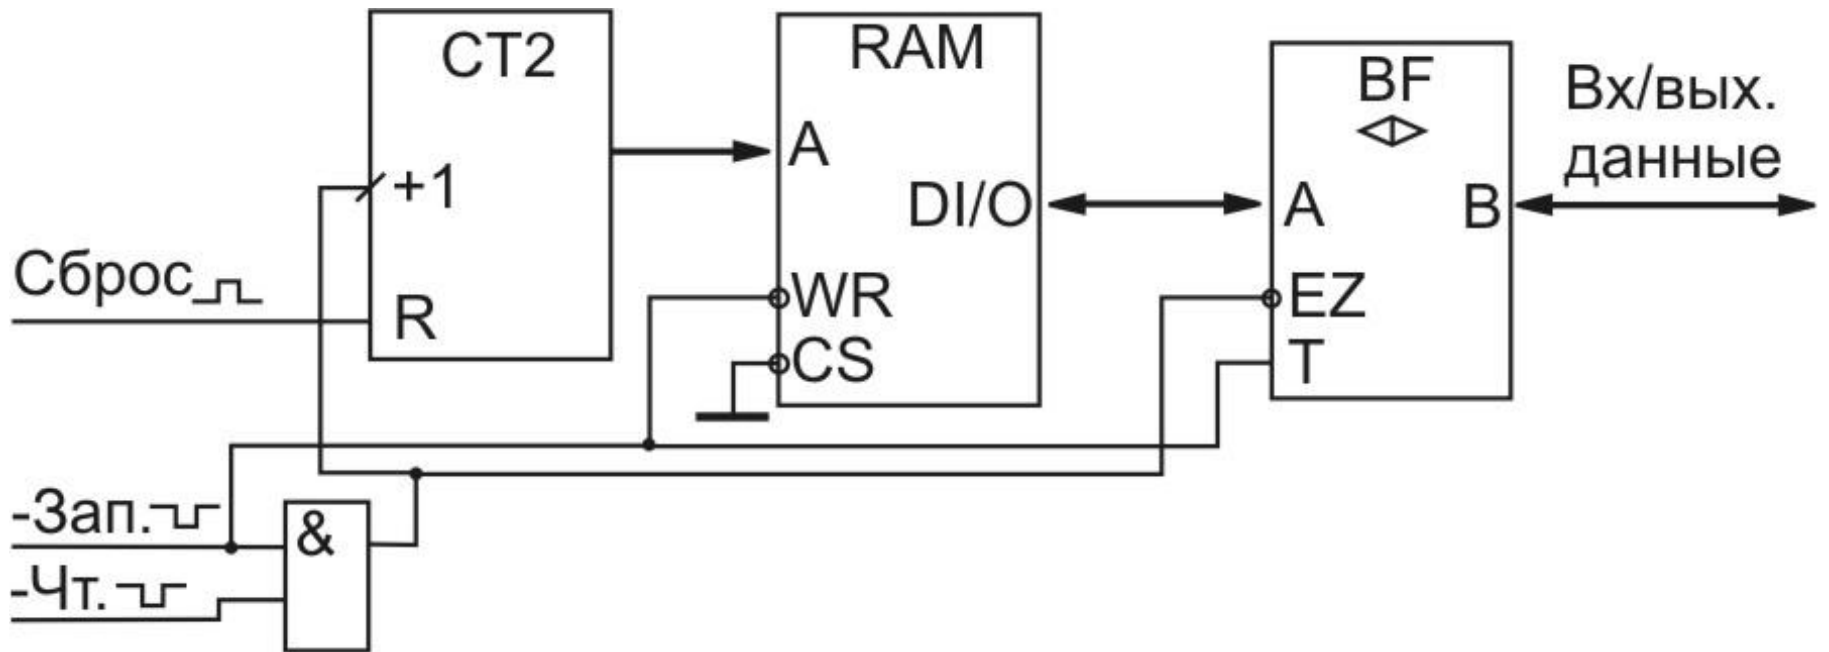 CT2
+1
R
RAM
A
DI/O
WR
CS
BF
A
B
EZ
T
Вх/вых.
данные
Сброс
-Зап.
-Чт.
&